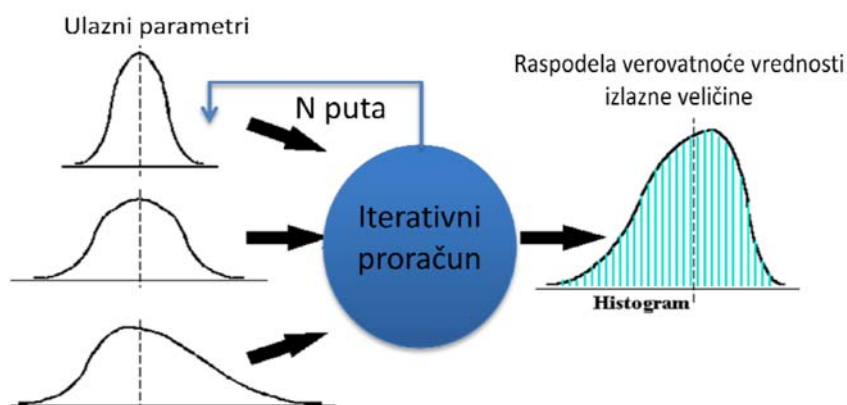 Ulazni parametri
N puta
Iterativni
proračun
Raspodela verovatnoće vrednosti
izlazne veličine
Histogram